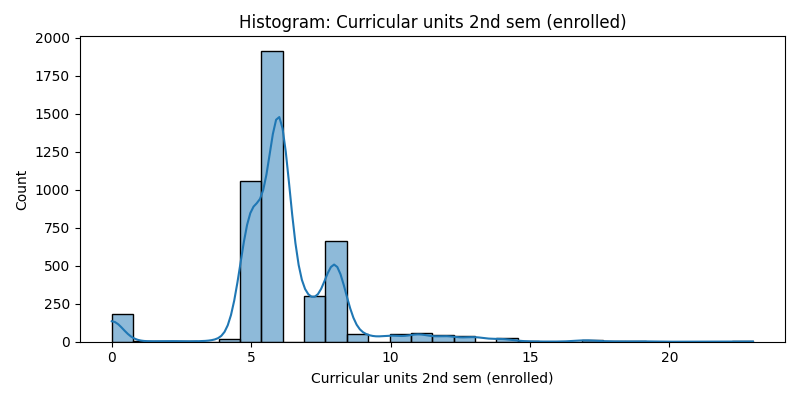 Histogram: Curricular units 2nd sem (enrolled)
2000
1750
1500
1250
1000
750
500
250
0
Count
0 5 10 15 20
Curricular units 2nd sem (enrolled)